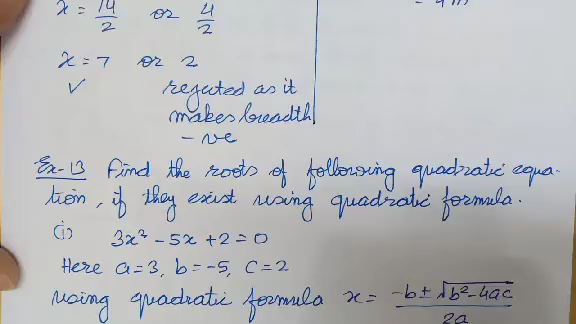 x = 14/2 or 4/2
= 4m
x = 7 or 2
✓ rejected as it
makes breadth
- ve
Ex-13 Find the roots of following quadratic equa-
tion, if they exist using quadratic formula.
(i) 3x² - 5x + 2 = 0
Here a = 3, b = -5, c = 2
using quadratic formula x = (-b ± √(b² - 4ac))/2a